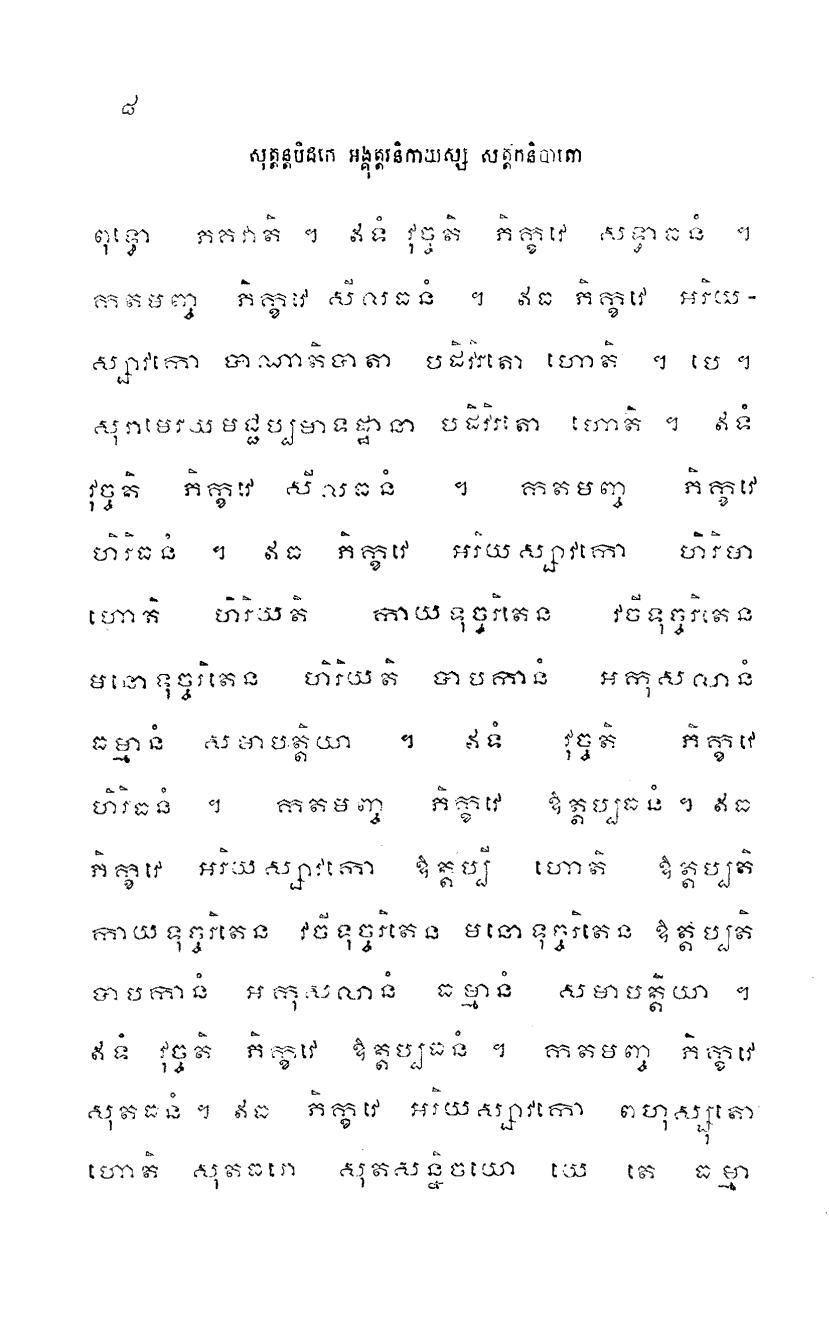 ៨
សុត្តន្តបិដកេ អង្គុត្តរនិកាយស្ស សត្តកនិបាតោ
ពុទ្ធោ ភគវាតិ ។ ឥទំ វុច្ចតិ ភិក្ខវេ សទ្ធាធនំ ។
កតមញ្ច ភិក្ខវេ សីលធនំ ។ ឥធ ភិក្ខវេ អរិយ-
ស្សាវកោ បាណាតិបាតា បដិវិរតោ ហោតិ ។ បេ ។
សុរាមេរយមជ្ជប្បមាទដ្ឋានា បដិវិរតោ ហោតិ ។ ឥទំ
វុច្ចតិ ភិក្ខវេ សីលធនំ ។ កតមញ្ច ភិក្ខវេ
ហិរិធនំ ។ ឥធ ភិក្ខវេ អរិយស្សាវកោ ហិរិមា
ហោតិ ហិរិយតិ កាយទុច្ចរិតេន វចីទុច្ចរិតេន
មនោទុច្ចរិតេន ហិរិយតិ បាបកានំ អកុសលានំ
ធម្មានំ សមាបត្តិយា ។ ឥទំ វុច្ចតិ ភិក្ខវេ
ហិរិធនំ ។ កតមញ្ច ភិក្ខវេ ឱត្តប្បធនំ ។ ឥធ
ភិក្ខវេ អរិយស្សាវកោ ឱត្តប្បី ហោតិ ឱត្តប្បតិ
កាយទុច្ចរិតេន វចីទុច្ចរិតេន មនោទុច្ចរិតេន ឱត្តប្បតិ
បាបកានំ អកុសលានំ ធម្មានំ សមាបត្តិយា ។
ឥទំ វុច្ចតិ ភិក្ខវេ ឱត្តប្បធនំ ។ កតមញ្ច ភិក្ខវេ
សុតធនំ ។ ឥធ ភិក្ខវេ អរិយស្សាវកោ ពហុស្សុតោ
ហោតិ សុតធរោ សុតសន្និចយោ យេ តេ ធម្មា